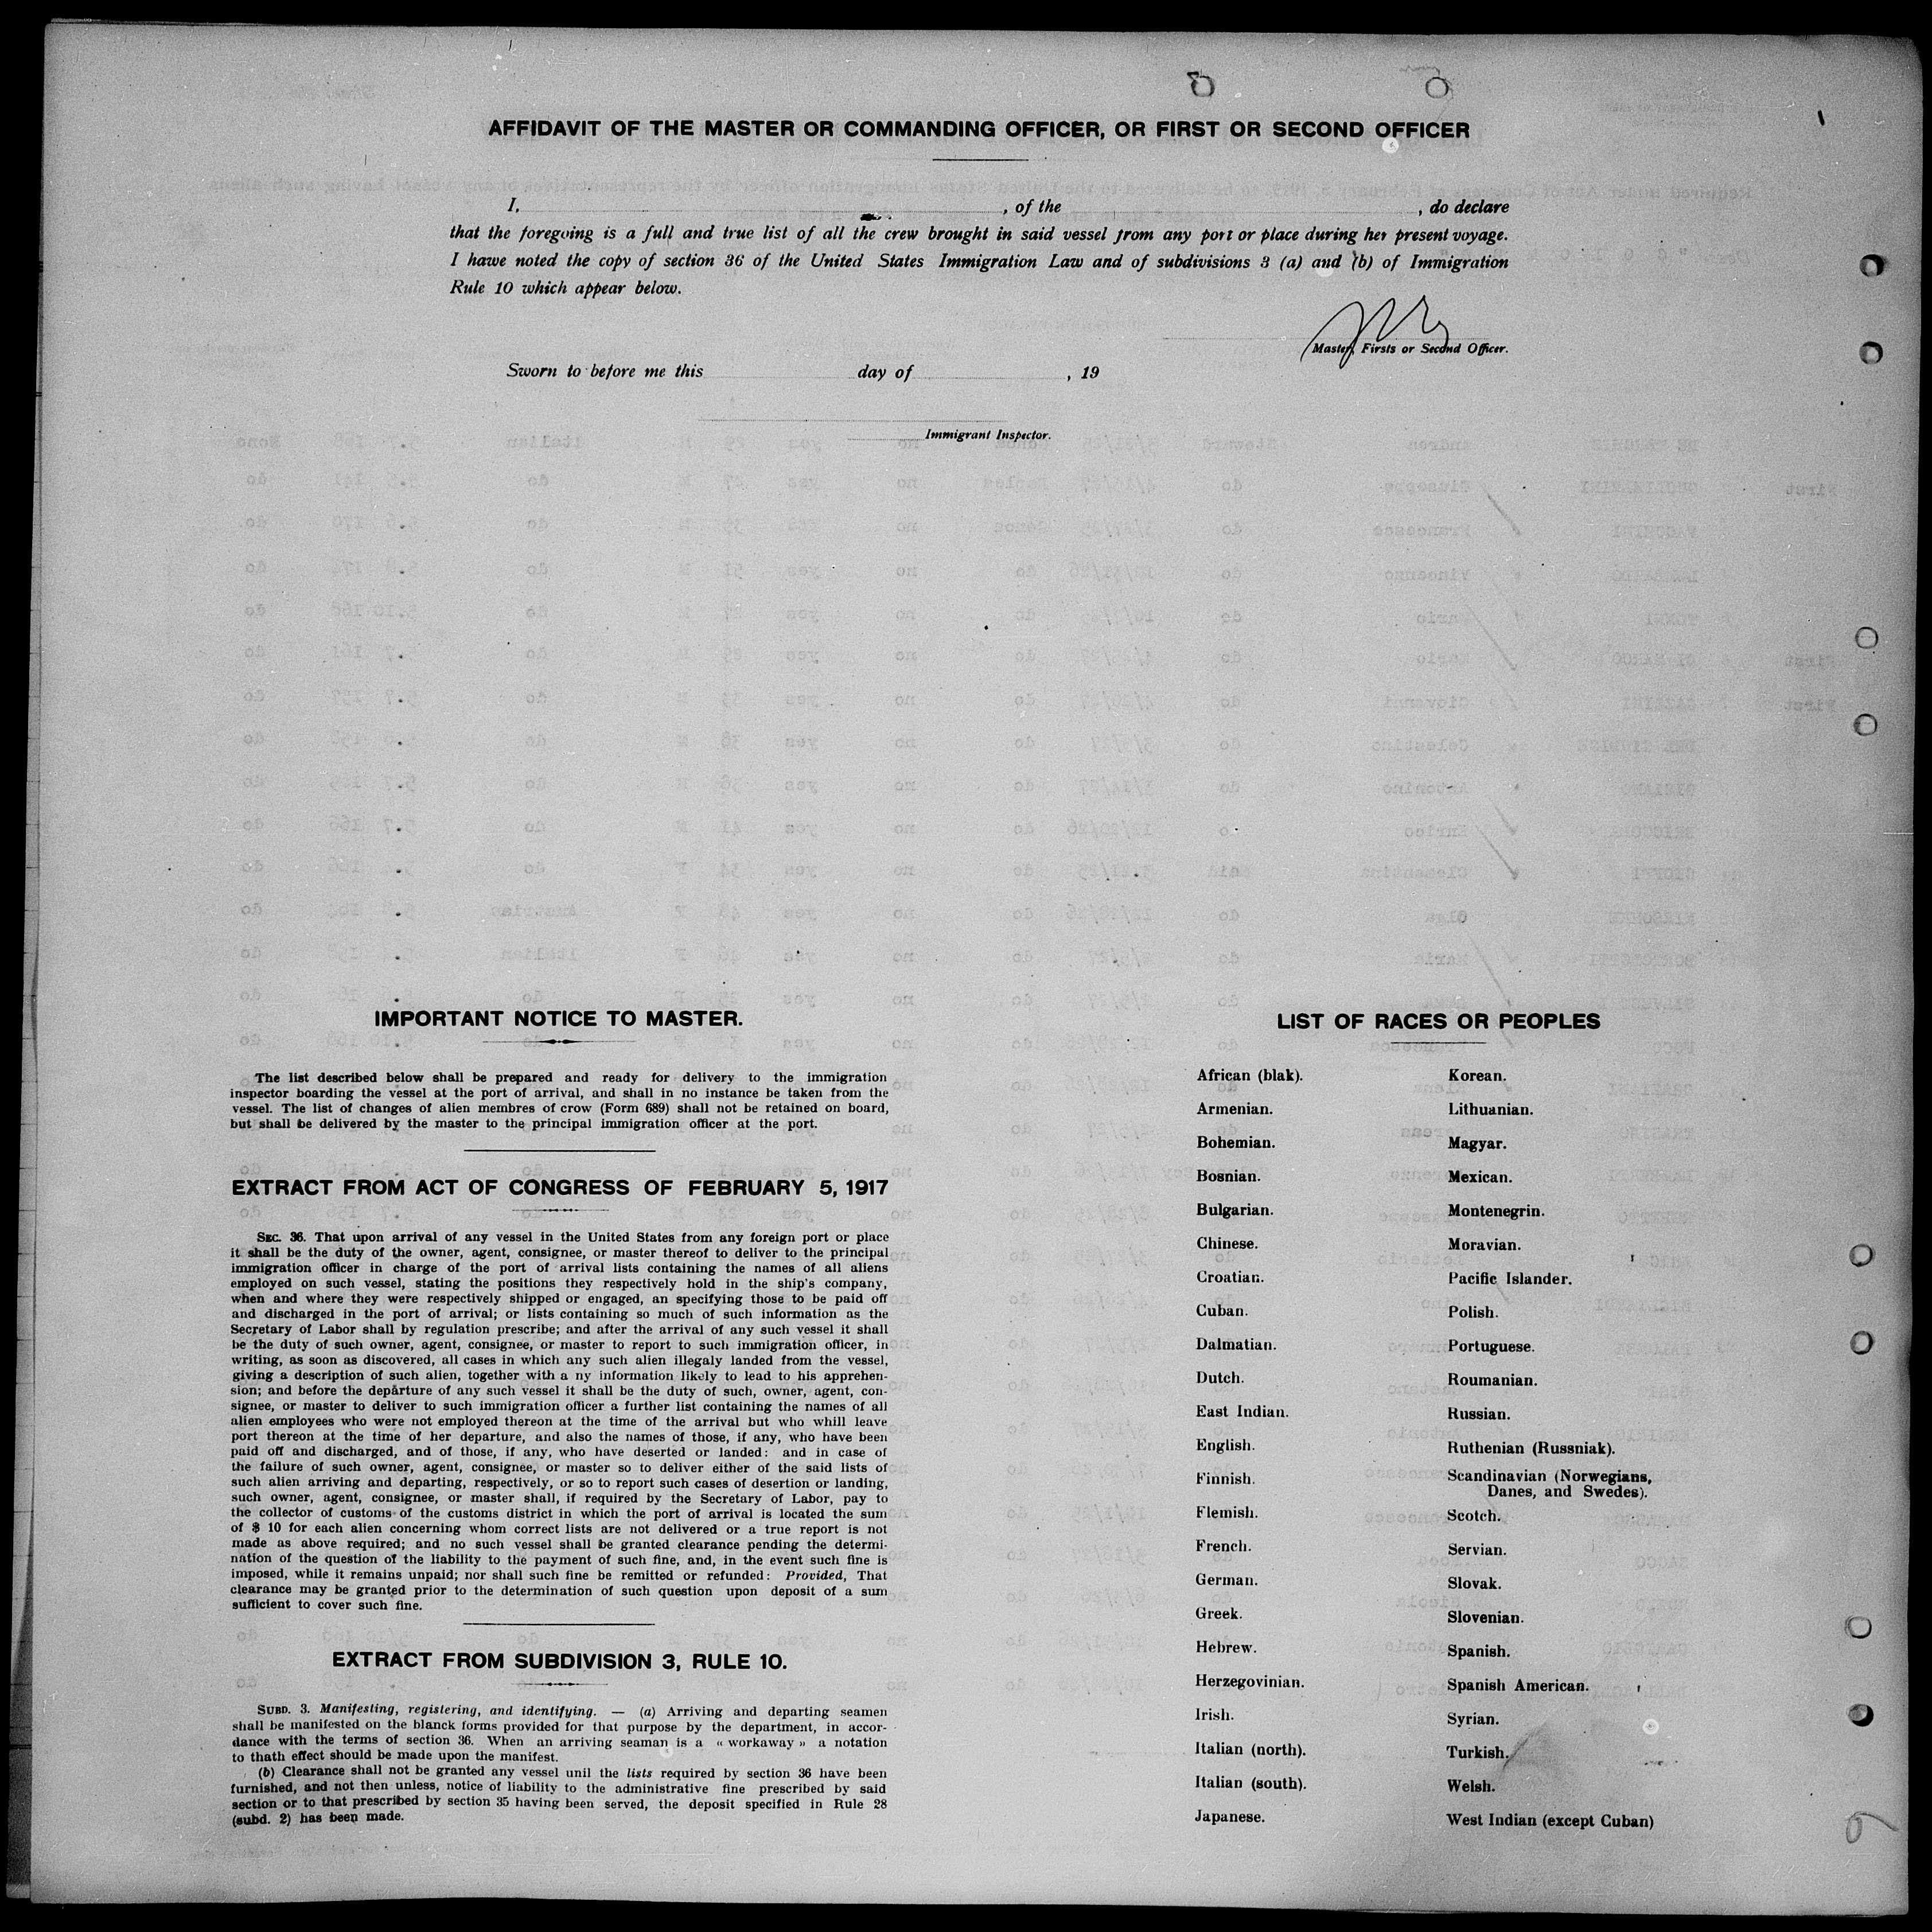 AFFIDAVIT OF THE MASTER OR COMMANDING OFFICER, OR FIRST OR SECOND OFFICER
I, , of the , do declare
that the foregoing is a full and true list of all the crew brought in said vessel from any port or place during her present voyage.
I hawe noted the copy of section 36 of the United States Immigration Law and of subdivisions 3 (a) and (b) of Immigration
Rule 10 which appear below.
Master, Firsts or Second Officer.
Sworn to before me this day of , 19
Immigrant Inspector.
IMPORTANT NOTICE TO MASTER.
The list described below shall be prepared and ready for delivery to the immigration
inspector boarding the vessel at the port of arrival, and shall in no instance be taken from the
vessel. The list of changes of alien membres of crow (Form 689) shall not be retained on board,
but shall be delivered by the master to the principal immigration officer at the port.
EXTRACT FROM ACT OF CONGRESS OF FEBRUARY 5, 1917
SEC. 36. That upon arrival of any vessel in the United States from any foreign port or place
it shall be the duty of the owner, agent, consignee, or master thereof to deliver to the principal
immigration officer in charge of the port of arrival lists containing the names of all aliens
employed on such vessel, stating the positions they respectively hold in the ship's company,
when and where they were respectively shipped or engaged, an specifying those to be paid off
and discharged in the port of arrival; or lists containing so much of such information as the
Secretary of Labor shall by regulation prescribe; and after the arrival of any such vessel it shall
be the duty of such owner, agent, consignee, or master to report to such immigration officer, in
writing, as soon as discovered, all cases in which any such alien illegaly landed from the vessel,
giving a description of such alien, together with a ny information likely to lead to his apprehen-
sion; and before the departure of any such vessel it shall be the duty of such, owner, agent, con-
signee, or master to deliver to such immigration officer a further list containing the names of all
alien employees who were not employed thereon at the time of the arrival but who whill leave
port thereon at the time of her departure, and also the names of those, if any, who have been
paid off and discharged, and of those, if any, who have deserted or landed: and in case of
the failure of such owner, agent, consignee, or master so to deliver either of the said lists of
such alien arriving and departing, respectively, or so to report such cases of desertion or landing,
such owner, agent, consignee, or master shall, if required by the Secretary of Labor, pay to
the collector of customs of the customs district in which the port of arrival is located the sum
of $ 10 for each alien concerning whom correct lists are not delivered or a true report is not
made as above required; and no such vessel shall be granted clearance pending the determi-
nation of the question of the liability to the payment of such fine, and, in the event such fine is
imposed, while it remains unpaid; nor shall such fine be remitted or refunded: Provided, That
clearance may be granted prior to the determination of such question upon deposit of a sum
sufficient to cover such fine.
EXTRACT FROM SUBDIVISION 3, RULE 10.
SUBD. 3. Manifesting, registering, and identifying. — (a) Arriving and departing seamen
shall be manifested on the blanck forms provided for that purpose by the department, in accor-
dance with the terms of section 36. When an arriving seaman is a « workaway » a notation
to thath effect should be made upon the manifest.
(b) Clearance shall not be granted any vessel unil the lists required by section 36 have been
furnished, and not then unless, notice of liability to the administrative fine prescribed by said
section or to that prescribed by section 35 having been served, the deposit specified in Rule 28
(subd. 2) has been made.
LIST OF RACES OR PEOPLES
African (blak).
Armenian.
Bohemian.
Bosnian.
Bulgarian.
Chinese.
Croatian.
Cuban.
Dalmatian.
Dutch.
East Indian.
English.
Finnish.
Flemish.
French.
German.
Greek.
Hebrew.
Herzegovinian.
Irish.
Italian (north).
Italian (south).
Japanese.
Korean.
Lithuanian.
Magyar.
Mexican.
Montenegrin.
Moravian.
Pacific Islander.
Polish.
Portuguese.
Roumanian.
Russian.
Ruthenian (Russniak).
Scandinavian (Norwegians,
Danes, and Swedes).
Scotch.
Servian.
Slovak.
Slovenian.
Spanish.
Spanish American.
Syrian.
Turkish.
Welsh.
West Indian (except Cuban)